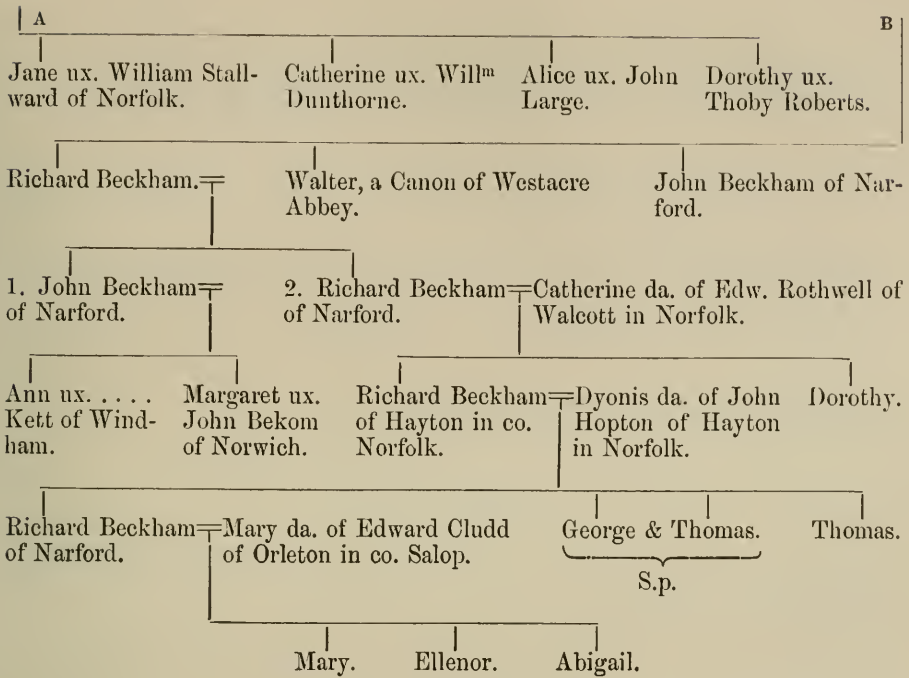 A B
Jane ux. William Stall- Catherine ux. Willm Alice ux. John Dorothy ux.
ward of Norfolk. Dunthorne. Large. Thoby Roberts.
Richard Beckham. Walter, a Canon of Westacre John Beckham of Nar-
Abbey. ford.
1. John Beckham 2. Richard Beckham Catherine da. of Edw. Rothwell of
of Narford. of Narford. Walcott in Norfolk.
Ann ux. . . . . . Margaret ux. Richard Beckham Dyonis da. of John Dorothy.
Kett of Wind- John Bekom of Hayton in co. Hopton of Hayton
ham. of Norwich. Norfolk. in Norfolk.
Richard Beckham Mary da. of Edward Cludd George & Thomas. Thomas.
of Narford. of Orleton in co. Salop.
S.p.
Mary. Ellenor. Abigail.